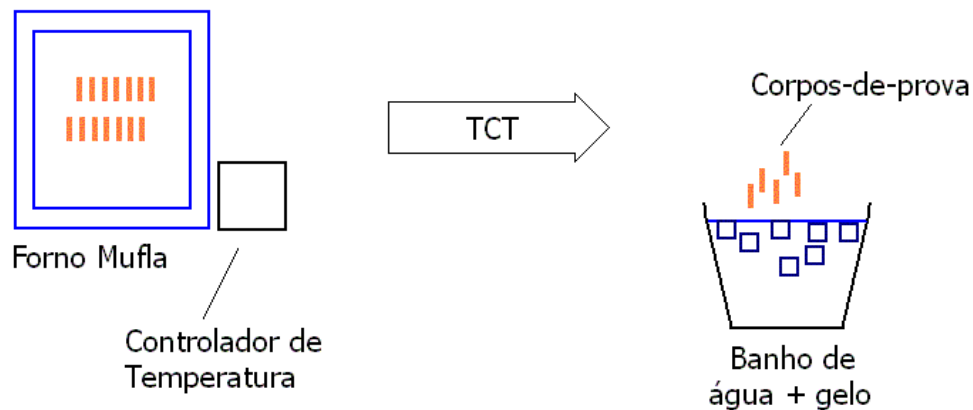 Forno Mufla
Controlador de
Temperatura
TCT
Corpos-de-prova
Banho de
água + gelo